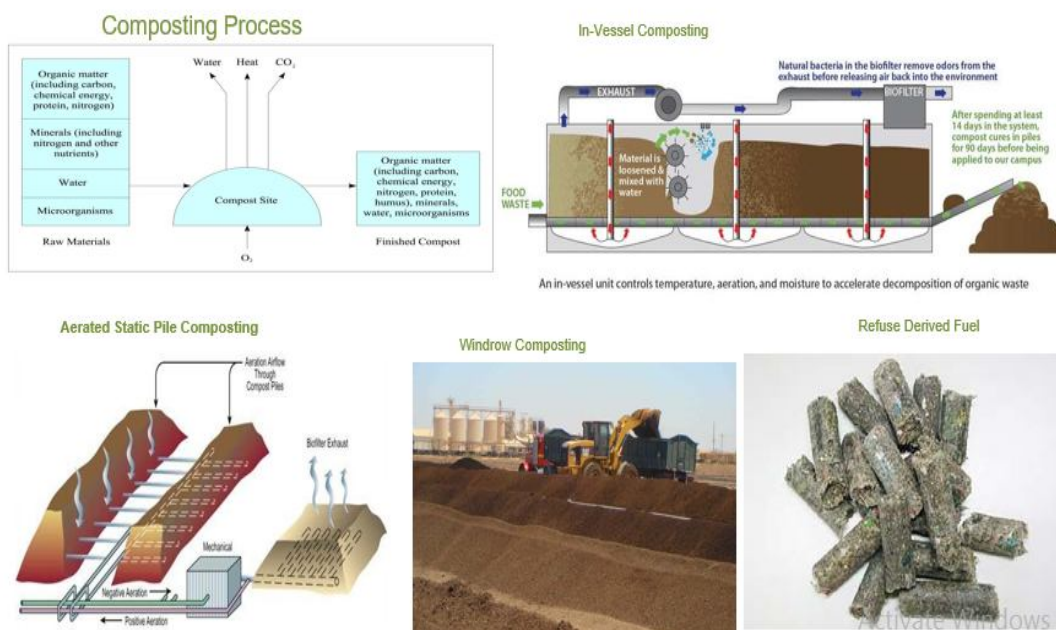 Composting Process
Organic matter
(including carbon,
chemical energy,
protein, nitrogen)
Minerals (including
nitrogen and other
nutrients)
Water
Microorganisms
Raw Materials
Water
Heat
CO2
Compost Site
O2
Organic matter
(including carbon,
chemical energy,
nitrogen, protein,
humus), minerals,
water, microorganisms
Finished Compost
In-Vessel Composting
Natural bacteria in the biofilter remove odors from the
exhaust before releasing air back into the environment
EXHAUST
BIOFILTER
After spending at least
14 days in the system,
compost cures in piles
for 90 days before being
applied to our campus
Material is
loosened &
mixed with
water
FOOD
WASTE
An in-vessel unit controls temperature, aeration, and moisture to accelerate decomposition of organic waste
Aerated Static Pile Composting
Aeration Airflow
Through
Compost Piles
Biofilter Exhaust
Mechanical
Negative Aeration
Positive Aeration
Windrow Composting
Refuse Derived Fuel
Activate Windows